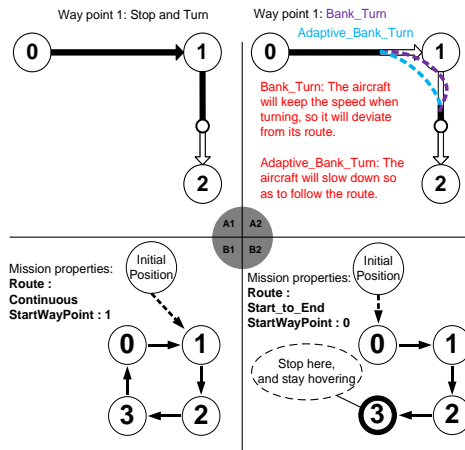 Way point 1: Stop and Turn
0
1
2
Way point 1: Bank_Turn
Adaptive_Bank_Turn
0
1
Bank_Turn: The aircraft
will keep the speed when
turning, so it will deviate
from its route.
Adaptive_Bank_Turn: The
aircraft will slow down so
as to follow the route.
2
A1 A2
B1 B2
Mission properties:
Route :
Continuous
StartWayPoint : 1
Initial
Position
0
1
3
2
Mission properties:
Route :
Start_to_End
StartWayPoint : 0
Initial
Position
0
1
Stop here,
and stay hovering
3
2